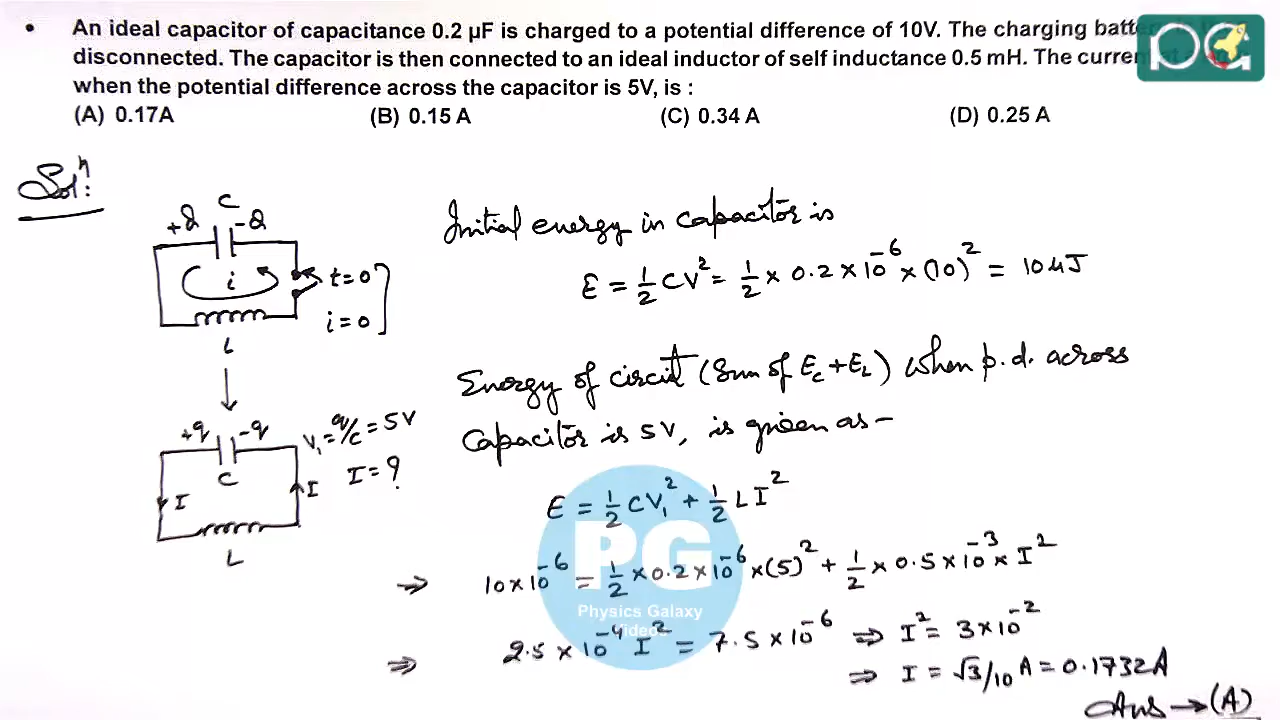 • An ideal capacitor of capacitance 0.2 μF is charged to a potential difference of 10V. The charging
disconnected. The capacitor is then connected to an ideal inductor of self inductance 0.5 mH. The
when the potential difference across the capacitor is 5V, is :
(A) 0.17A (B) 0.15 A (C) 0.34 A (D) 0.25 A
PG
Solⁿ:
C
+Q -Q
i
t=0
i=0
L
+q -q
V₁=q/c=5V
C
I I I=?
L
Initial energy in capacitor is
E = 1/2 CV² = 1/2 × 0.2 × 10⁻⁶ × (10)² = 10 μJ
Energy of circuit (Sum of E_C + E_L) when p.d. across
Capacitor is 5V, is given as –
E = 1/2 CV₁² + 1/2 LI²
⇒ 10×10⁻⁶ = 1/2 × 0.2 × 10⁻⁶ × (5)² + 1/2 × 0.5 × 10⁻³ × I²
⇒ 2.5 × 10⁻⁴ I² = 7.5 × 10⁻⁶ ⇒ I² = 3×10⁻²
⇒ I = √3/10 A = 0.1732A
Ans → (A)
PG
Physics Galaxy
Videos